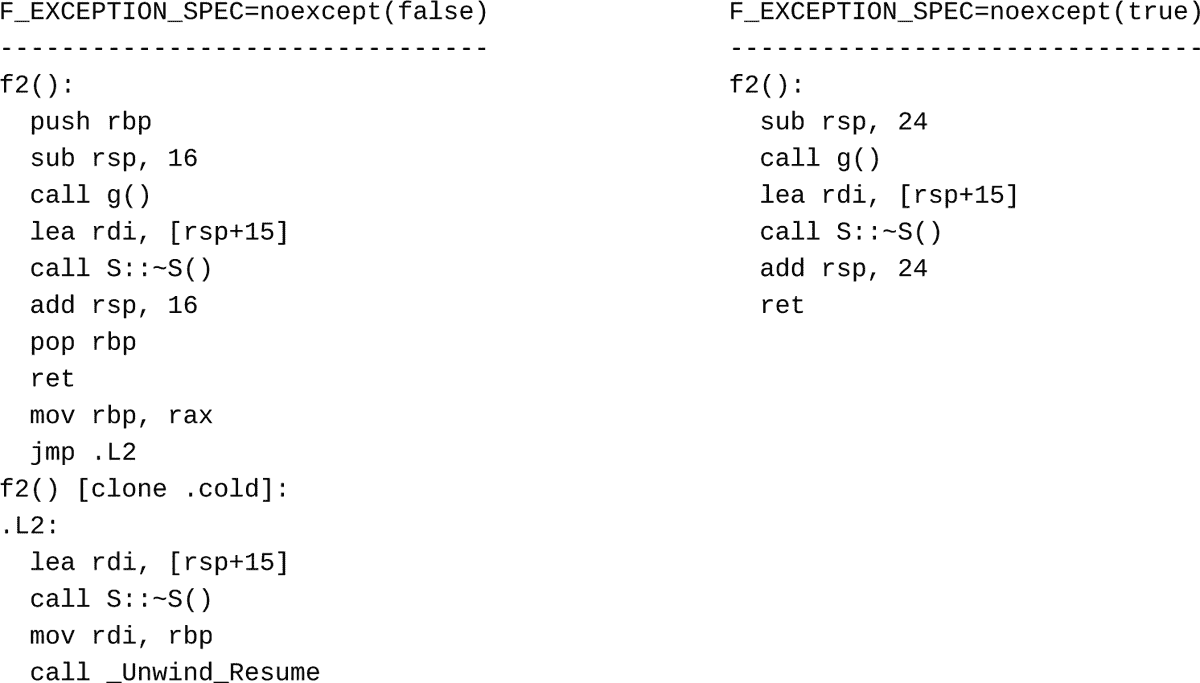 F_EXCEPTION_SPEC=noexcept(false)
--------------------------------
f2():
  push rbp
  sub rsp, 16
  call g()
  lea rdi, [rsp+15]
  call S::~S()
  add rsp, 16
  pop rbp
  ret
  mov rbp, rax
  jmp .L2
f2() [clone .cold]:
.L2:
  lea rdi, [rsp+15]
  call S::~S()
  mov rdi, rbp
  call _Unwind_Resume
F_EXCEPTION_SPEC=noexcept(true)
-------------------------------
f2():
  sub rsp, 24
  call g()
  lea rdi, [rsp+15]
  call S::~S()
  add rsp, 24
  ret